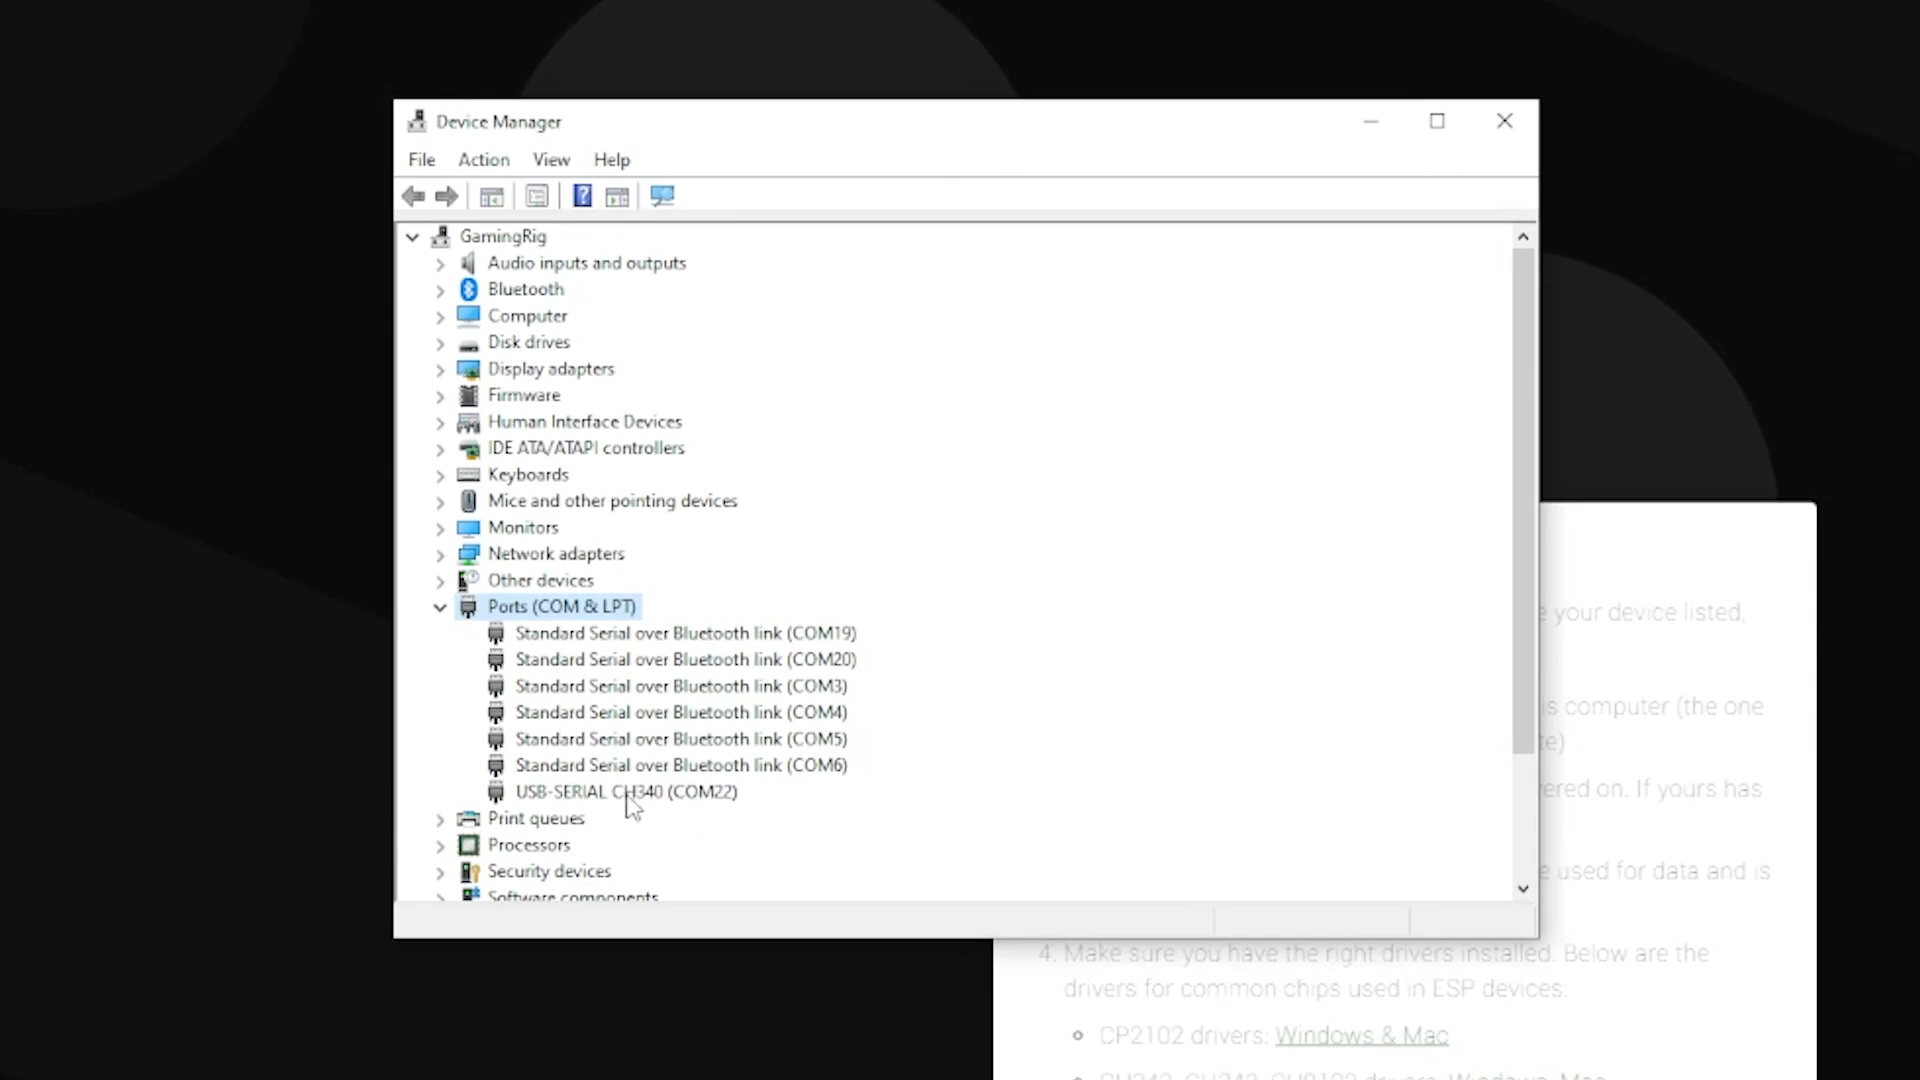 Device Manager
File Action View Help
GamingRig
Audio inputs and outputs
Bluetooth
Computer
Disk drives
Display adapters
Firmware
Human Interface Devices
IDE ATA/ATAPI controllers
Keyboards
Mice and other pointing devices
Monitors
Network adapters
Other devices
Ports (COM & LPT)
Standard Serial over Bluetooth link (COM19)
Standard Serial over Bluetooth link (COM20)
Standard Serial over Bluetooth link (COM3)
Standard Serial over Bluetooth link (COM4)
Standard Serial over Bluetooth link (COM5)
Standard Serial over Bluetooth link (COM6)
USB-SERIAL CH340 (COM22)
Print queues
Processors
Security devices
Software components
your device listed,
is computer (the one
ered on. If yours has
used for data and is
4. Make sure you have the right drivers installed. Below are the
drivers for common chips used in ESP devices:
CP2102 drivers: Windows & Mac